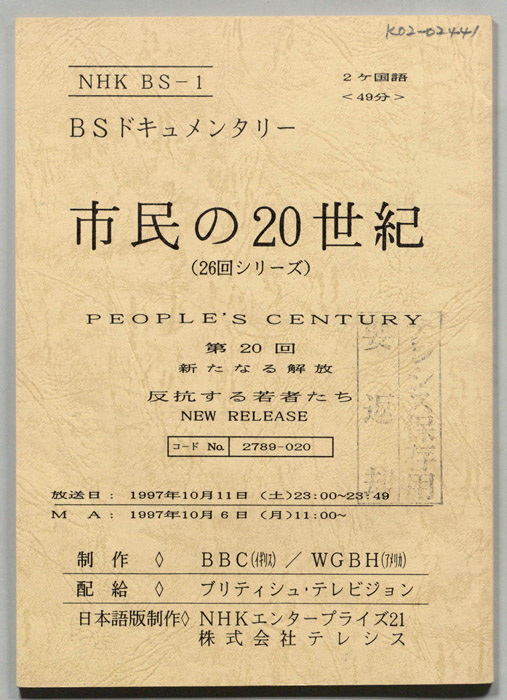 K02-02441
NHK BS-1
2ヶ国語
<49分>
BSドキュメンタリー
市民の20世紀
(26回シリーズ)
PEOPLE'S CENTURY
第20回
新たなる解放
反抗する若者たち
NEW RELEASE
コード No. 2789-020
要返却
放送日: 1997年10月11日 (土)23:00~23:49
MA: 1997年10月6日 (月)11:00~
制作◊ BBC(イギリス) / WGBH(アメリカ)
配給◊ ブリティシュ・テレビジョン
日本語版制作◊ NHKエンタープライズ21
株式会社テレシス